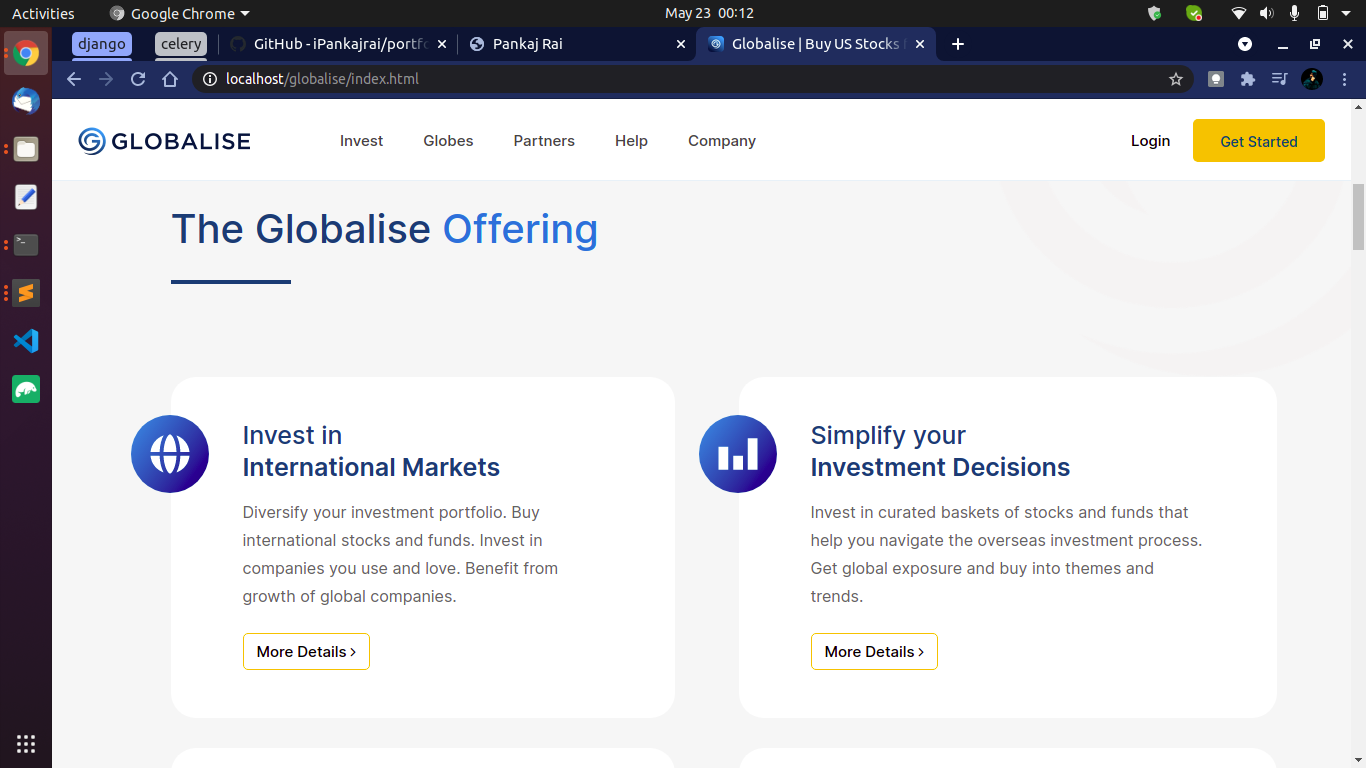 Activities
Google Chrome
May 23 00:12
django
celery
GitHub - iPankajrai/portfo
Pankaj Rai
Globalise | Buy US Stocks
localhost/globalise/index.html
GLOBALISE
Invest
Globes
Partners
Help
Company
Login
Get Started
The Globalise Offering
Invest in
International Markets
Diversify your investment portfolio. Buy
international stocks and funds. Invest in
companies you use and love. Benefit from
growth of global companies.
More Details ›
Simplify your
Investment Decisions
Invest in curated baskets of stocks and funds that
help you navigate the overseas investment process.
Get global exposure and buy into themes and
trends.
More Details ›